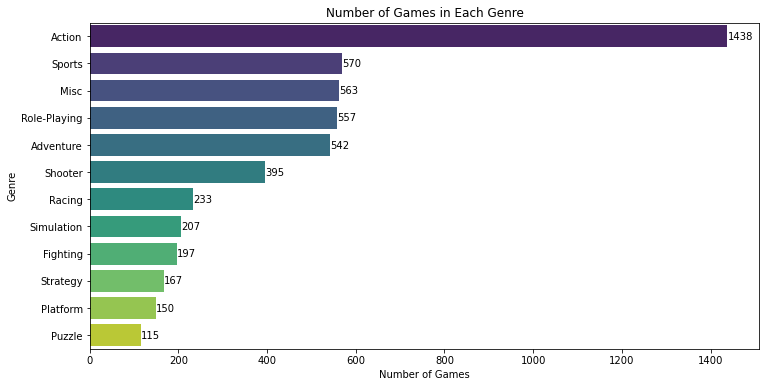 Number of Games in Each Genre
Genre
Action 1438
Sports 570
Misc 563
Role-Playing 557
Adventure 542
Shooter 395
Racing 233
Simulation 207
Fighting 197
Strategy 167
Platform 150
Puzzle 115
0 200 400 600 800 1000 1200 1400
Number of Games